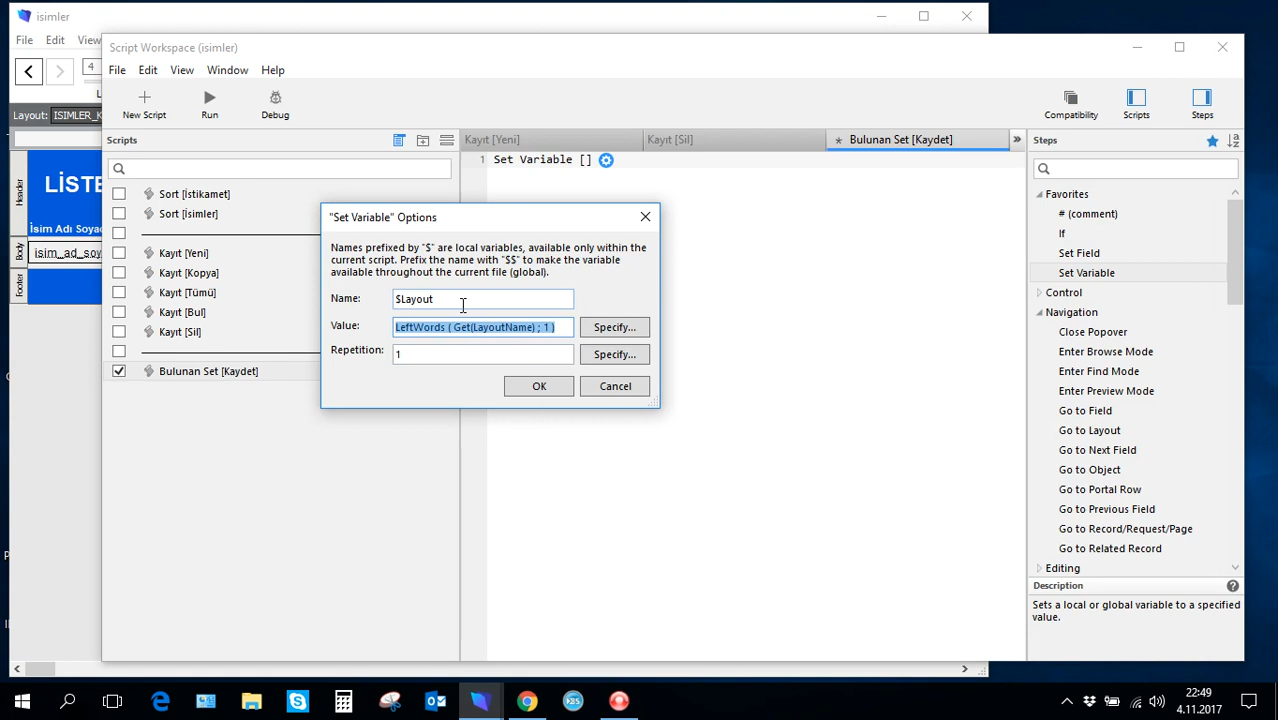 isimler
File Edit View
4
Layout: ISIMLER_K
LİSTE
İsim Adı Soya
isim_ad_soy
Header
Body
Footer
Script Workspace (isimler)
File Edit View Window Help
New Script Run Debug
Compatibility Scripts Steps
Scripts
Kayıt [Yeni] Kayıt [Sil] * Bulunan Set [Kaydet] »
Steps
1 Set Variable []
Sort [İstikamet]
Sort [İsimler]
Kayıt [Yeni]
Kayıt [Kopya]
Kayıt [Tümü]
Kayıt [Bul]
Kayıt [Sil]
Bulunan Set [Kaydet]
"Set Variable" Options
Names prefixed by "$" are local variables, available only within the
current script. Prefix the name with "$$" to make the variable
available throughout the current file (global).
Name: $Layout
Value: LeftWords ( Get(LayoutName) ; 1 ) Specify...
Repetition: 1 Specify...
OK Cancel
Favorites
# (comment)
If
Set Field
Set Variable
Control
Navigation
Close Popover
Enter Browse Mode
Enter Find Mode
Enter Preview Mode
Go to Field
Go to Layout
Go to Next Field
Go to Object
Go to Portal Row
Go to Previous Field
Go to Record/Request/Page
Go to Related Record
Editing
Description
Sets a local or global variable to a specified
value.
KBS
22:49
4.11.2017